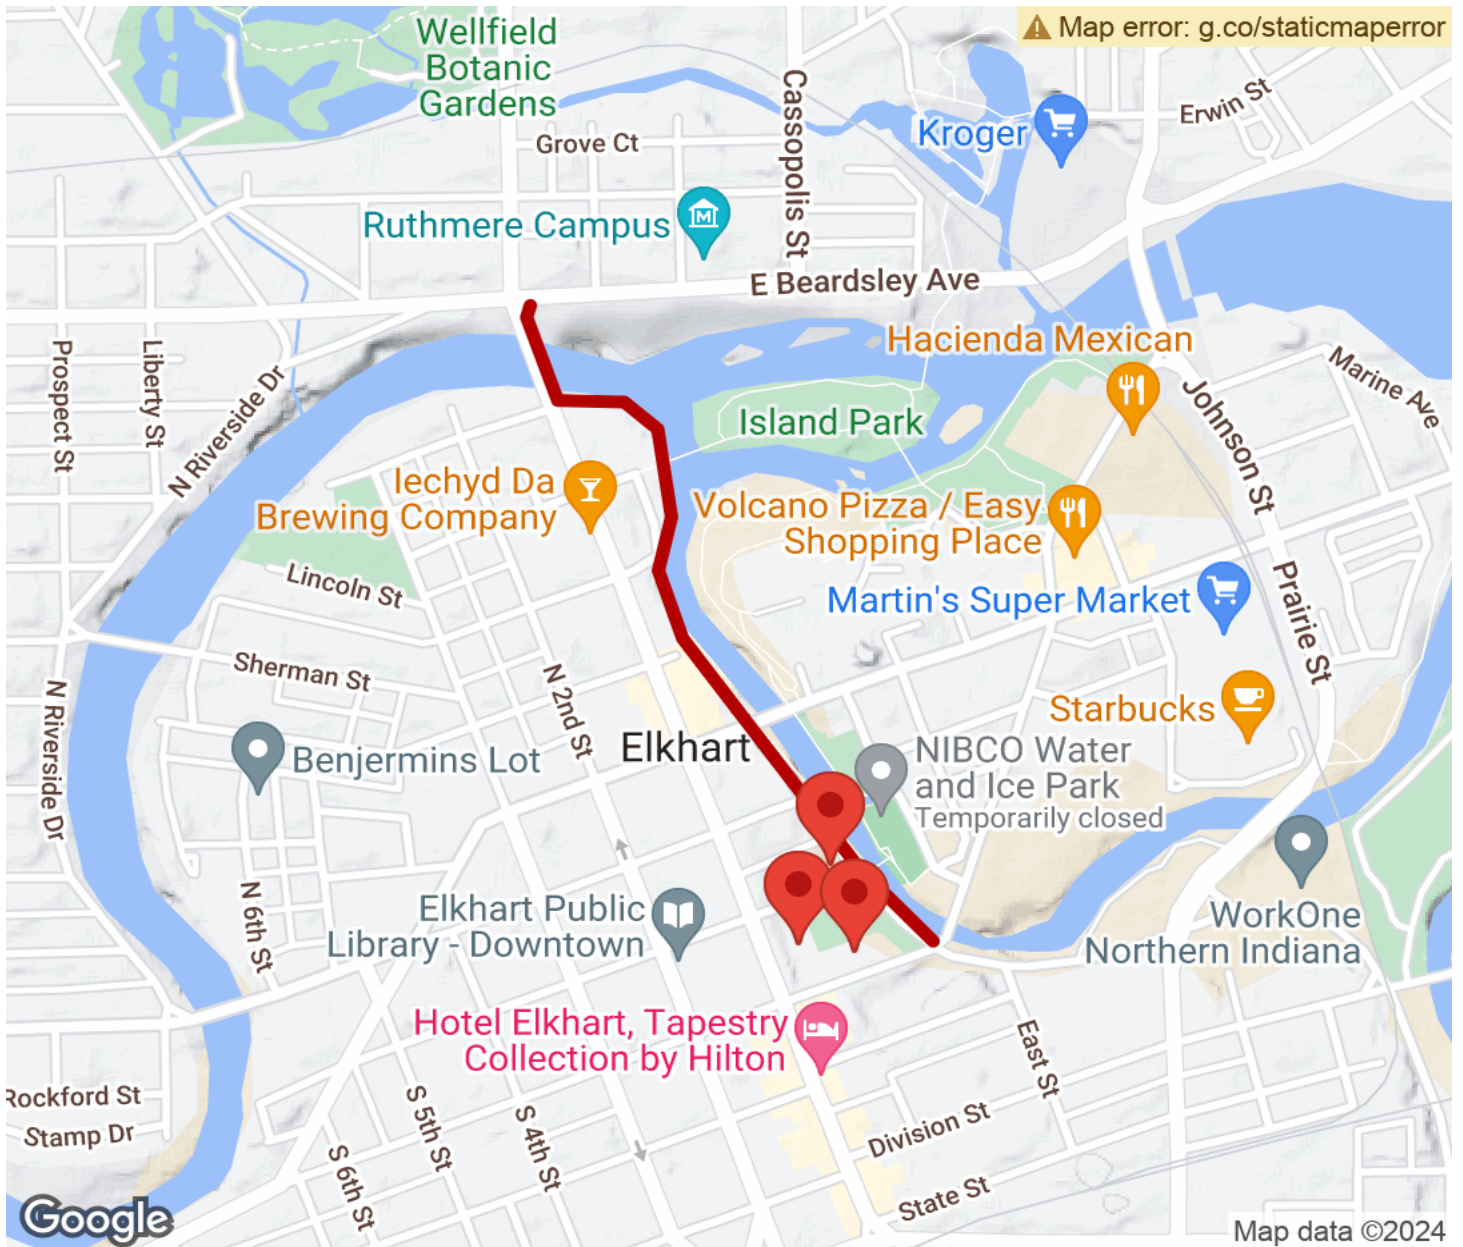 Wellfield
Botanic
Gardens
Map error: g.co/staticmaperror
Cassopolis St
Erwin St
Kroger
Grove Ct
Ruthmere Campus
E Beardsley Ave
Hacienda Mexican
Prospect St
Liberty St
N Riverside Dr
Marine Ave
Johnson St
Island Park
Iechyd Da
Brewing Company
Volcano Pizza / Easy
Shopping Place
Lincoln St
Martin's Super Market
Prairie St
Sherman St
N 2nd St
N Riverside Dr
Starbucks
Elkhart
Benjermins Lot
NIBCO Water
and Ice Park
Temporarily closed
N 6th St
Elkhart Public
Library - Downtown
WorkOne
Northern Indiana
Hotel Elkhart, Tapestry
Collection by Hilton
East St
Rockford St
Stamp Dr
S 5th St
S 4th St
S 6th St
Division St
State St
Google
Map data ©2024